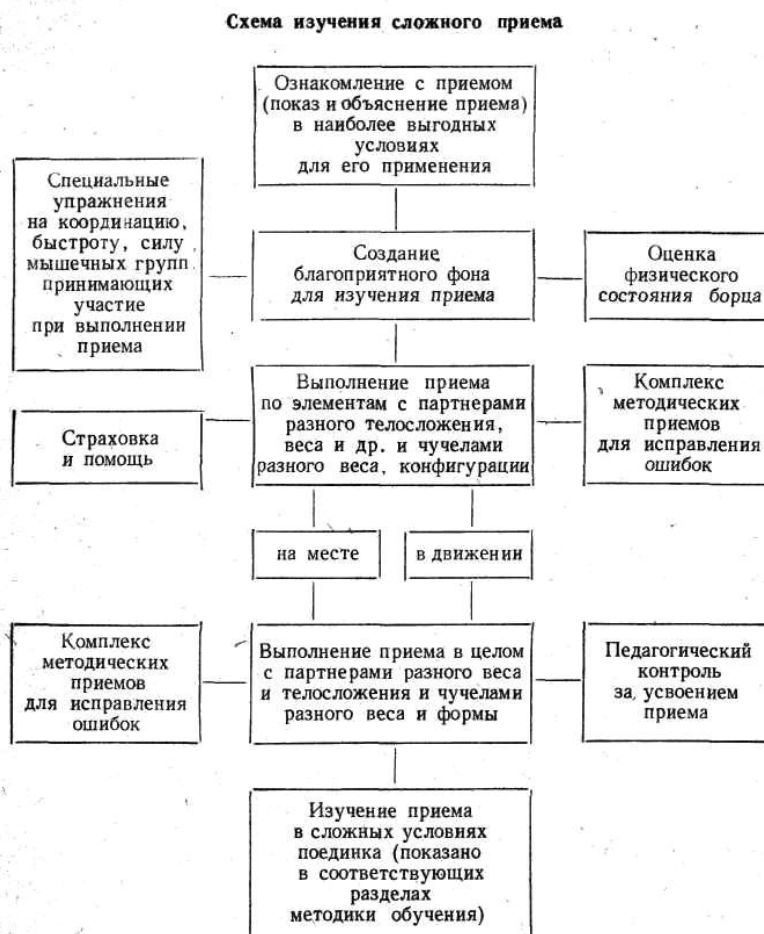 Схема изучения сложного приема
Ознакомление с приемом
(показ и объяснение приема)
в наиболее выгодных
условиях
для его применения
Специальные
упражнения
на координацию,
быстроту, силу
мышечных групп
принимающих
участие
при выполнении
приема
Создание
благоприятного фона
для изучения приема
Оценка
физического
состояния борца
Страховка
и помощь
Выполнение приема
по элементам с партнерами
разного телосложения,
веса и др. и чучелами
разного веса, конфигурации
Комплекс
методических
приемов
для исправления
ошибок
на месте
в движении
Комплекс
методических
приемов
для исправления
ошибок
Выполнение приема в целом
с партнерами разного веса
и телосложения и чучелами
разного веса и формы
Педагогический
контроль
за усвоением
приема
Изучение приема
в сложных условиях
поединка (показано
в соответствующих
разделах
методики обучения)